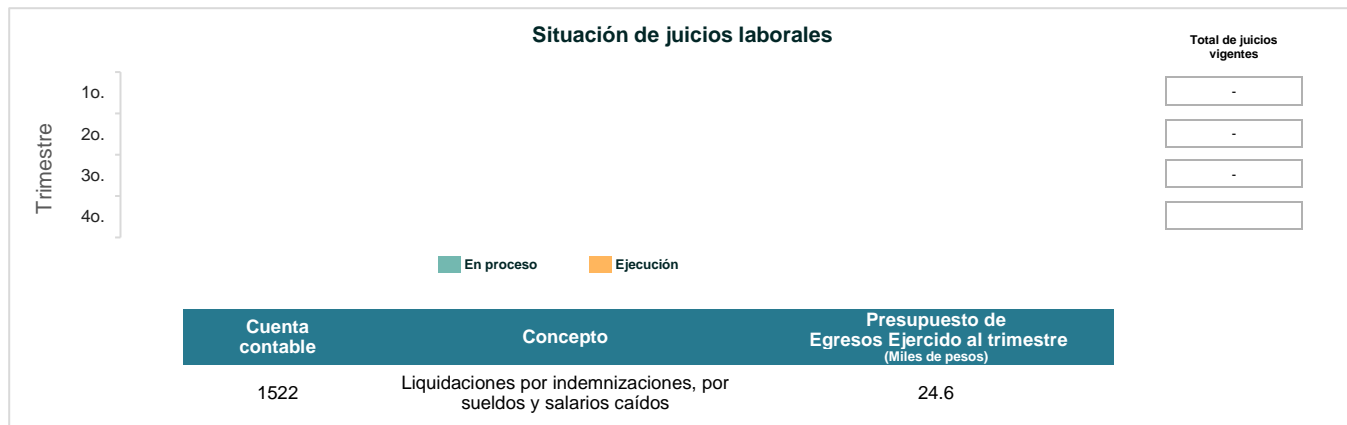 Situación de juicios laborales
Total de juicios
vigentes
Trimestre
1o.
-
2o.
-
3o.
-
4o.
En proceso
Ejecución
Cuenta
contable
Concepto
Presupuesto de
Egresos Ejercido al trimestre
(Miles de pesos)
1522
Liquidaciones por indemnizaciones, por
sueldos y salarios caídos
24.6